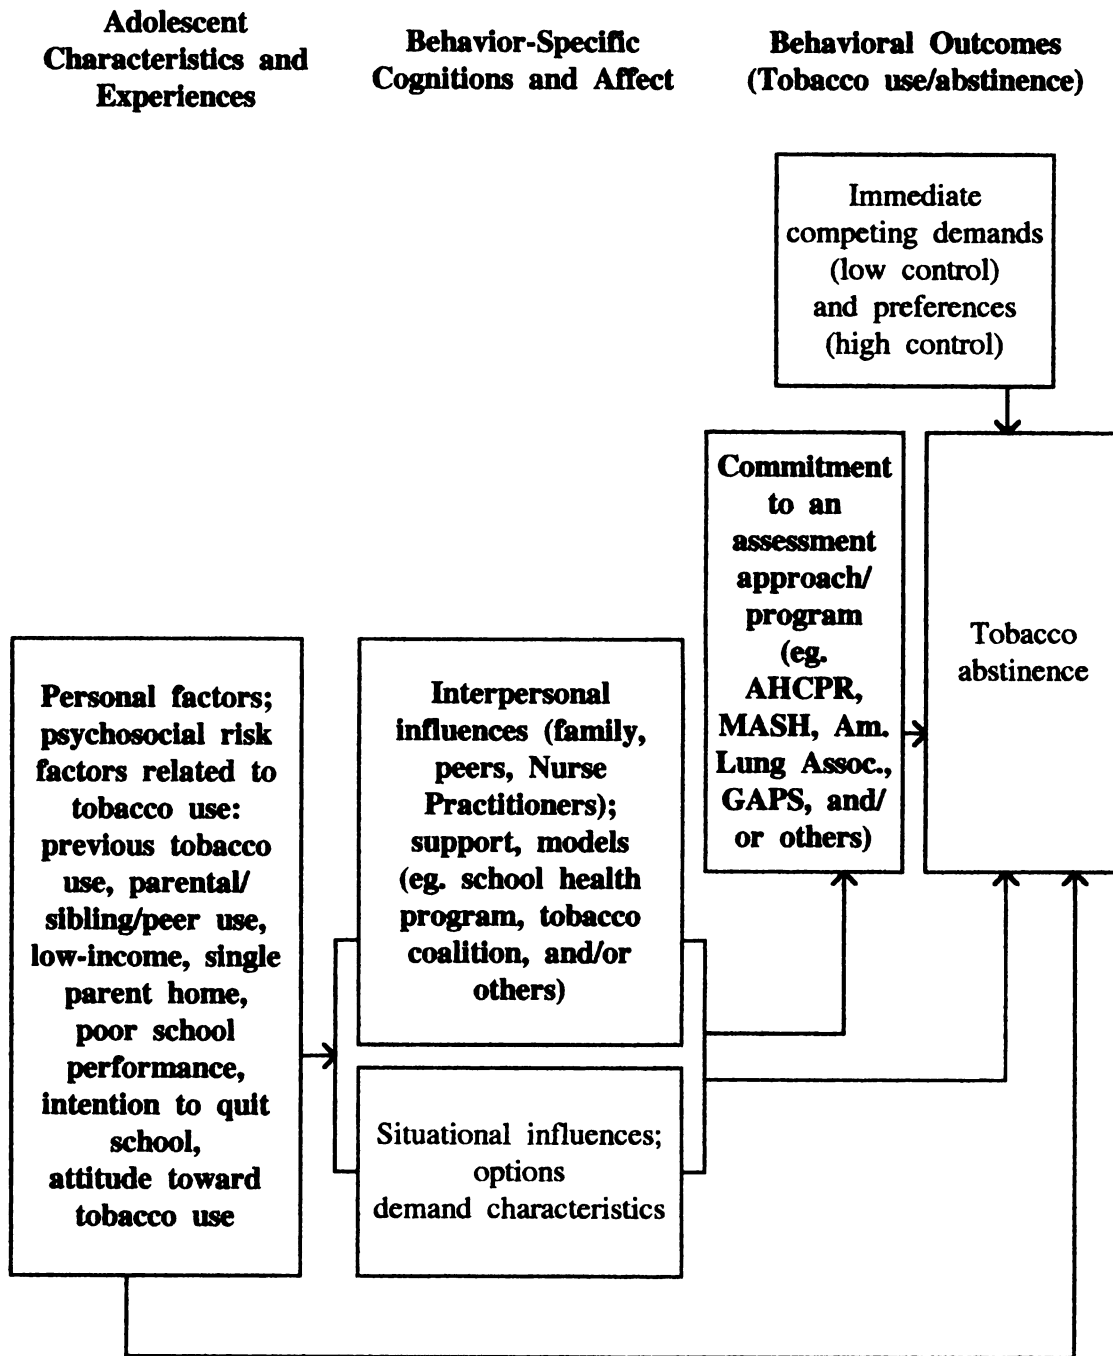 Adolescent
Characteristics and
Experiences
Behavior-Specific
Cognitions and Affect
Behavioral Outcomes
(Tobacco use/abstinence)
Immediate
competing demands
(low control)
and preferences
(high control)
Commitment
to an
assessment
approach/
program
(eg.
AHCPR,
MASH, Am.
Lung Assoc.,
GAPS, and/
or others)
Tobacco
abstinence
Personal factors;
psychosocial risk
factors related to
tobacco use:
previous tobacco
use, parental/
sibling/peer use,
low-income, single
parent home,
poor school
performance,
intention to quit
school,
attitude toward
tobacco use
Interpersonal
influences (family,
peers, Nurse
Practitioners);
support, models
(eg. school health
program, tobacco
coalition, and/or
others)
Situational influences;
options
demand characteristics